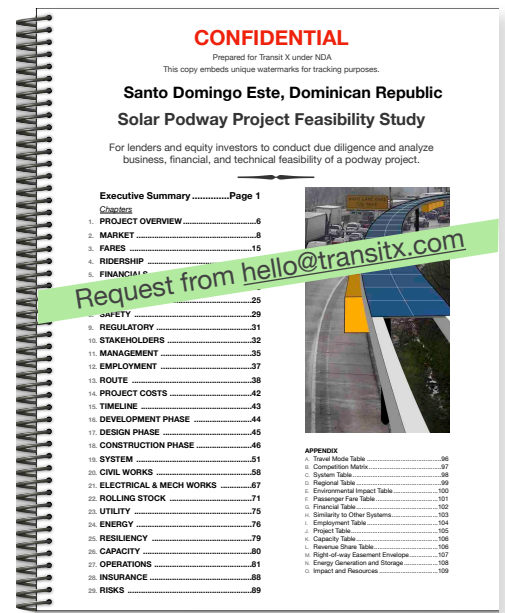 CONFIDENTIAL
Prepared for Transit X under NDA
This copy embeds unique watermarks for tracking purposes.
Santo Domingo Este, Dominican Republic
Solar Podway Project Feasibility Study
For lenders and equity investors to conduct due diligence and analyze
business, financial, and technical feasibility of a podway project.
Executive Summary ..............Page 1
Chapters
1. PROJECT OVERVIEW................................6
2. MARKET ................................8
3. FARES ................................15
4. RIDERSHIP
5. FINANCIALS
Request from hello@transitx.com
25
SAFETY ................................29
9. REGULATORY ................................31
10. STAKEHOLDERS ................................32
11. MANAGEMENT ................................35
12. EMPLOYMENT ................................37
13. ROUTE ................................38
14. PROJECT COSTS ................................42
15. TIMELINE ................................43
16. DEVELOPMENT PHASE ................................44
17. DESIGN PHASE ................................45
18. CONSTRUCTION PHASE ................................46
19. SYSTEM ................................51
20. CIVIL WORKS ................................58
21. ELECTRICAL & MECH WORKS ................67
22. ROLLING STOCK ................................71
23. UTILITY ................................75
24. ENERGY ................................76
25. RESILIENCY ................................79
26. CAPACITY ................................80
27. OPERATIONS ................................81
28. INSURANCE ................................88
29. RISKS ................................89
APPENDIX
A. Travel Mode Table ................................96
B. Competition Matrix................................97
C. System Table ................................98
D. Regional Table ................................99
E. Environmental Impact Table ........................100
F. Passenger Fare Table ................................101
G. Financial Table ................................102
H. Similarity to Other Systems........................103
I. Employment Table ................................104
J. Project Table ................................105
K. Capacity Table ................................106
L. Revenue Share Table................................106
M. Right-of-way Easement Envelope................107
N. Energy Generation and Storage ................108
O. Impact and Resources ................................109